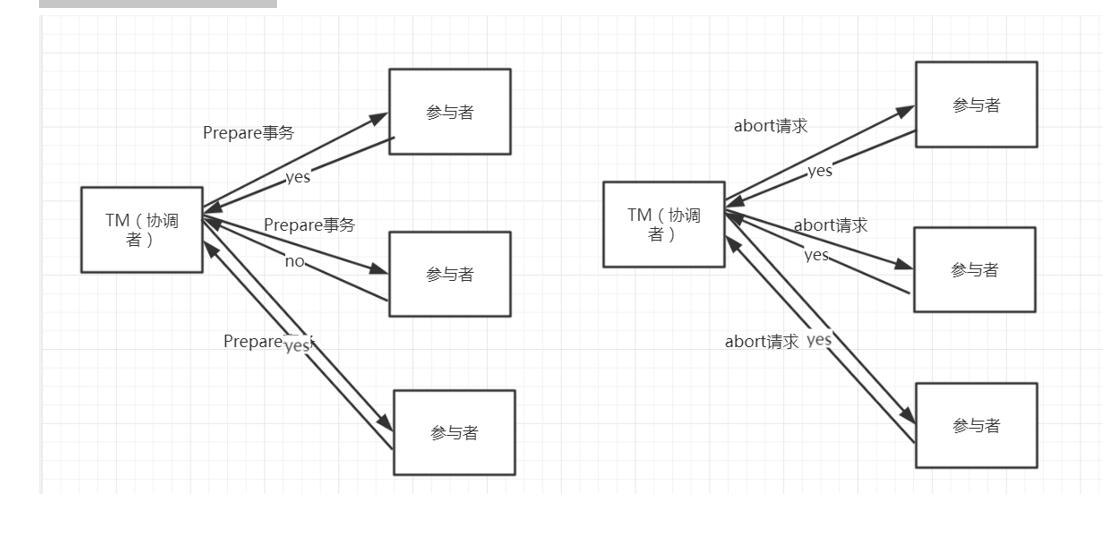 参与者
Prepare事务
yes
TM（协调
者）
Prepare事务
no
参与者
Prepare
yes
参与者
参与者
abort请求
yes
TM（协调
者）
abort请求
yes
参与者
abort请求
yes
参与者